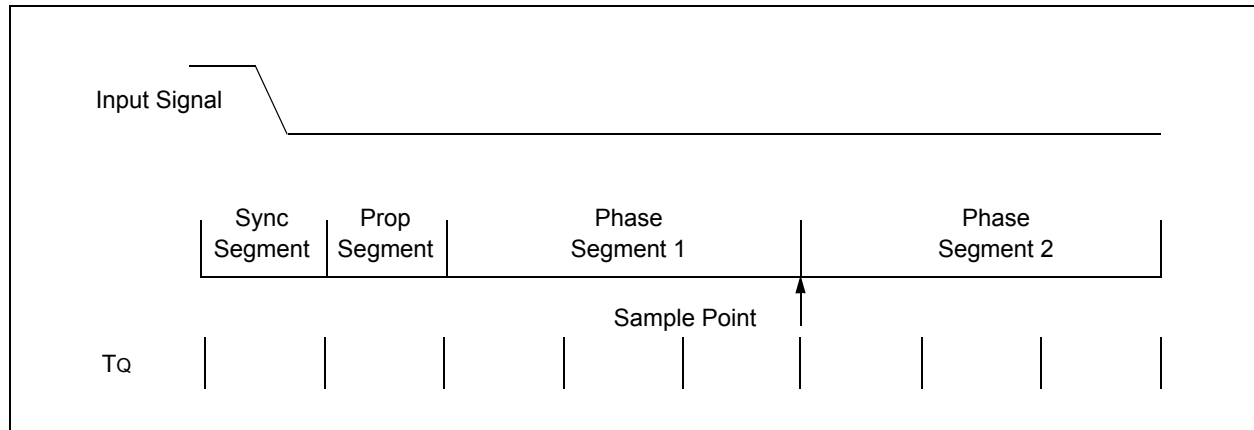 Input Signal
Sync
Segment
Prop
Segment
Phase
Segment 1
Phase
Segment 2
Sample Point
TQ